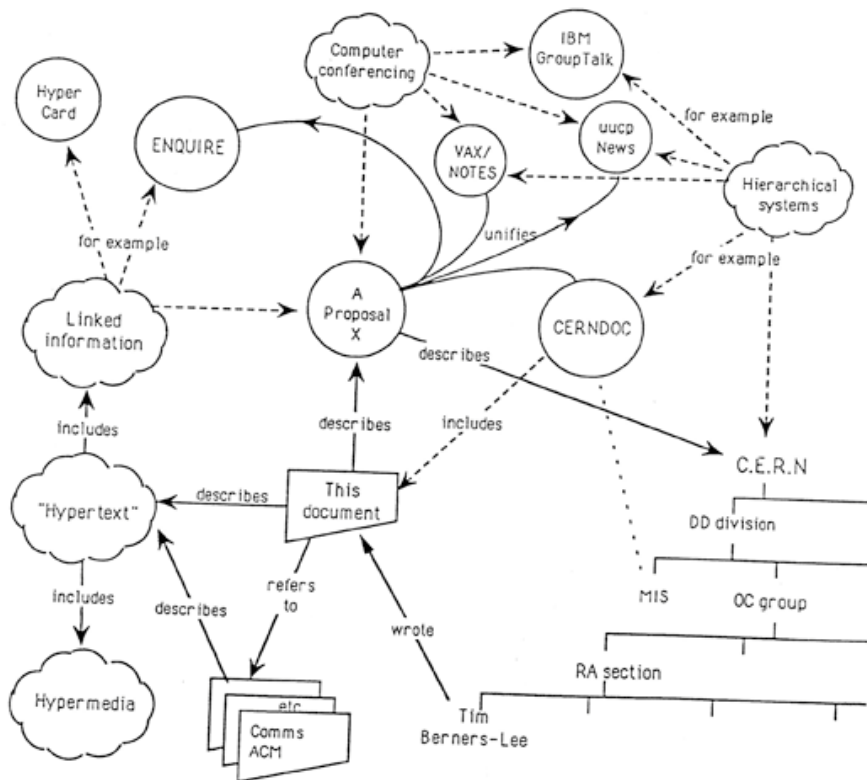 Computer
conferencing
IBM
GroupTalk
Hyper
Card
ENQUIRE
VAX/
NOTES
uucp
News
for example
Hierarchical
systems
for example
unifies
for example
Linked
information
A
Proposal
X
CERNDOC
describes
includes
describes
includes
C.E.R.N
"Hypertext"
describes
This
document
DD division
includes
describes
refers
to
wrote
MIS
OC group
RA section
Hypermedia
etc
Comms
ACM
Tim
Berners-Lee